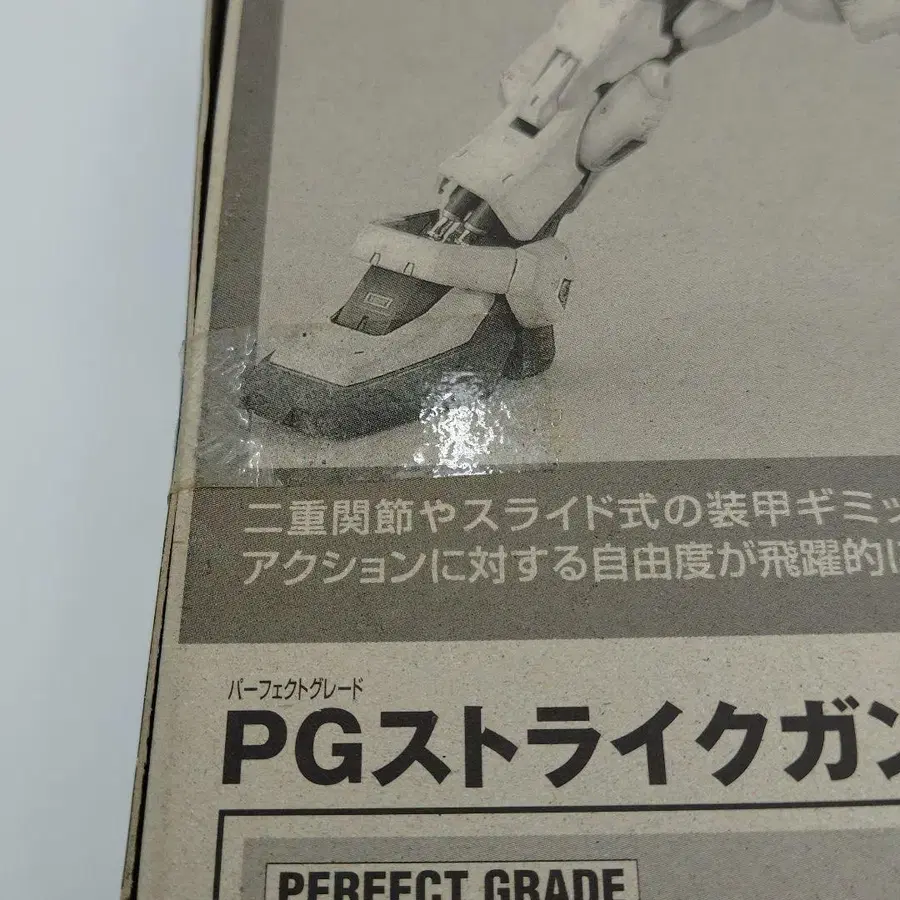 二重関節やスライド式の装甲ギミッ
アクションに対する自由度が飛躍的に
パーフェクトグレード
PGストライクガン
PERFECT GRADE